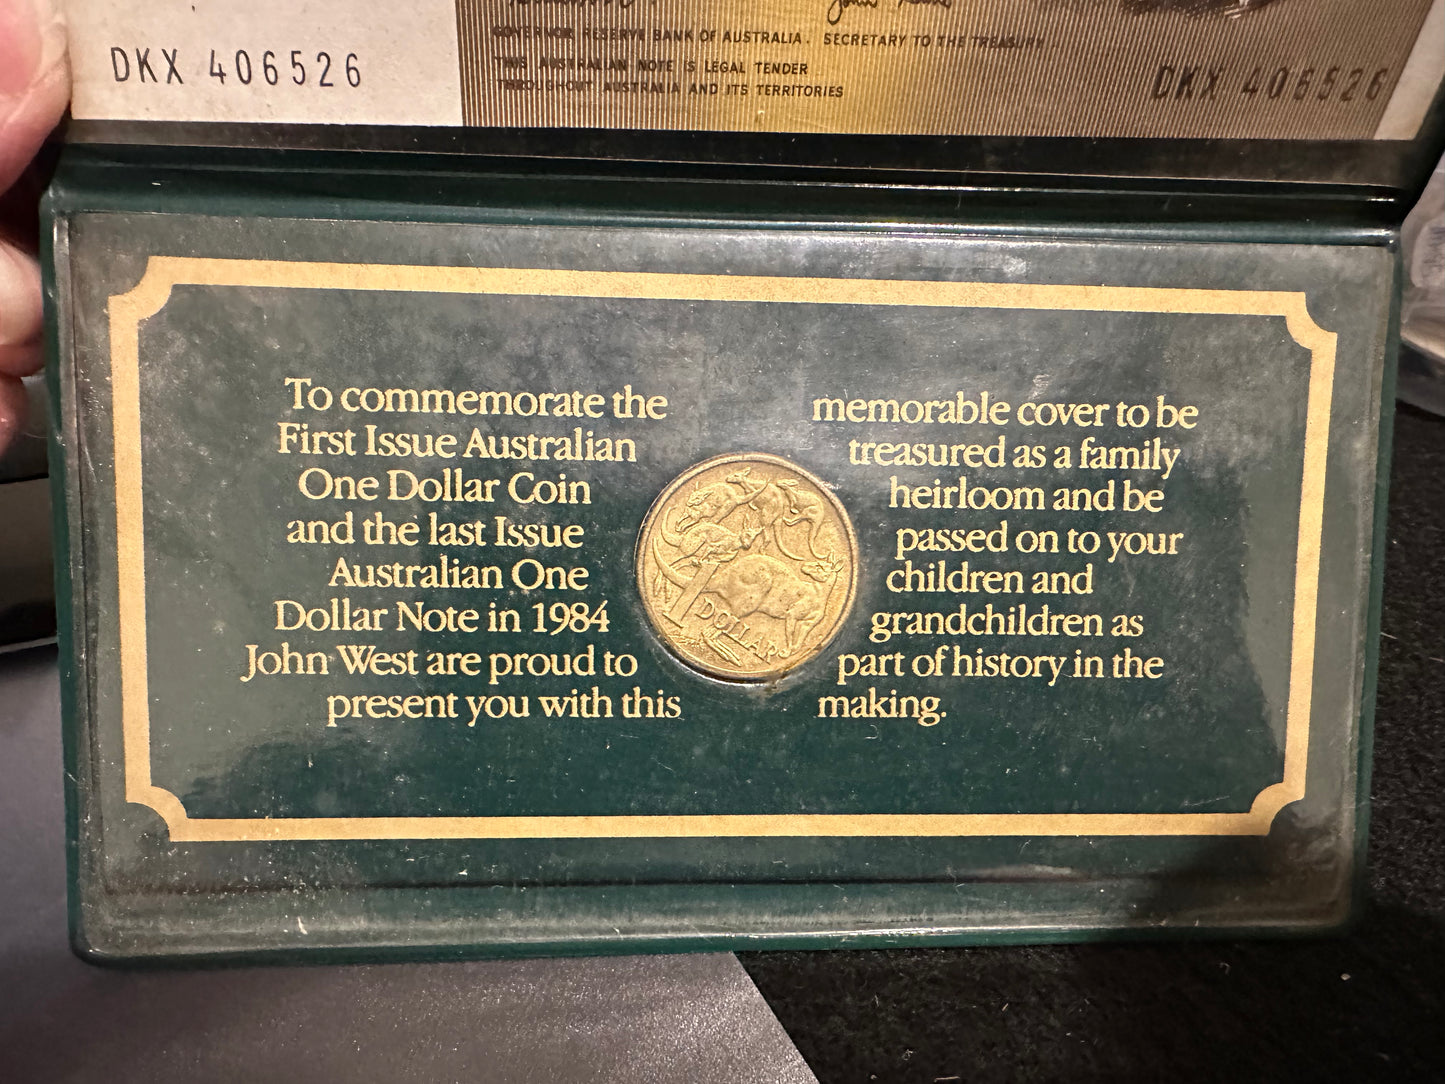 DKX 406526
GOVERNOR RESERVE BANK OF AUSTRALIA. SECRETARY TO THE TREASURY
THIS AUSTRALIAN NOTE IS LEGAL TENDER
THROUGHOUT AUSTRALIA AND ITS TERRITORIES
DKX 406526
To commemorate the
First Issue Australian
One Dollar Coin
and the last Issue
Australian One
Dollar Note in 1984
John West are proud to
present you with this
1 DOLLAR
memorable cover to be
treasured as a family
heirloom and be
passed on to your
children and
grandchildren as
part of history in the
making.